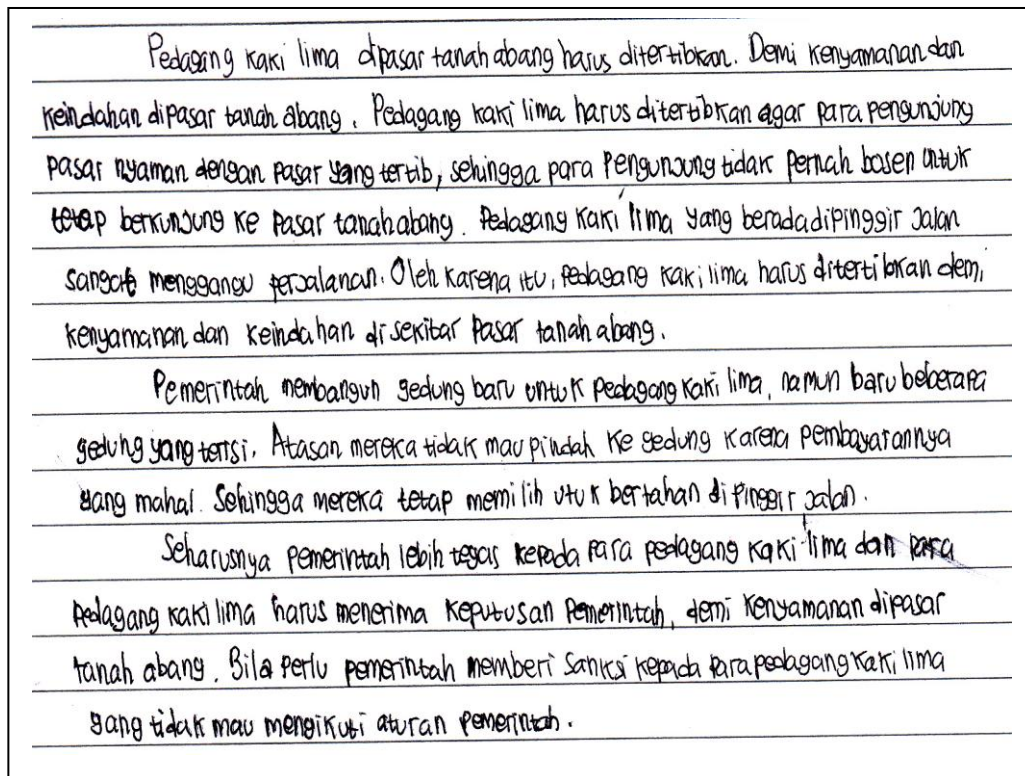 Pedagang kaki lima dipasar tanah abang harus ditertibkan. Demi kenyamanan dan
keindahan dipasar tanah abang. Pedagang kaki lima harus ditertibkan agar para pengunjung
pasar nyaman dengan pasar yang tertib, sehingga para pengunjung tidak pernah bosen untuk
tetap berkunjung ke pasar tanah abang. Pedagang kaki lima yang berada dipinggir jalan
sangat menggangu perjalanan. Oleh karena itu, pedagang kaki lima harus ditertibkan demi
kenyamanan dan keindahan disekitar pasar tanah abang.
Pemerintah membangun gedung baru untuk pedagang kaki lima, namun baru beberapa
gedung yang terisi. Atasan mereka tidak mau pindah ke gedung karena pembayarannya
yang mahal. Sehingga mereka tetap memilih utuk bertahan dipinggir jalan.
Seharusnya pemerintah lebih tegas kepada para pedagang kaki lima dan para
pedagang kaki lima harus menerima keputusan pemerintah, demi kenyamanan dipasar
tanah abang. Bila perlu pemerintah memberi sanksi kepada para pedagang kaki lima
yang tidak mau mengikuti aturan pemerintah.